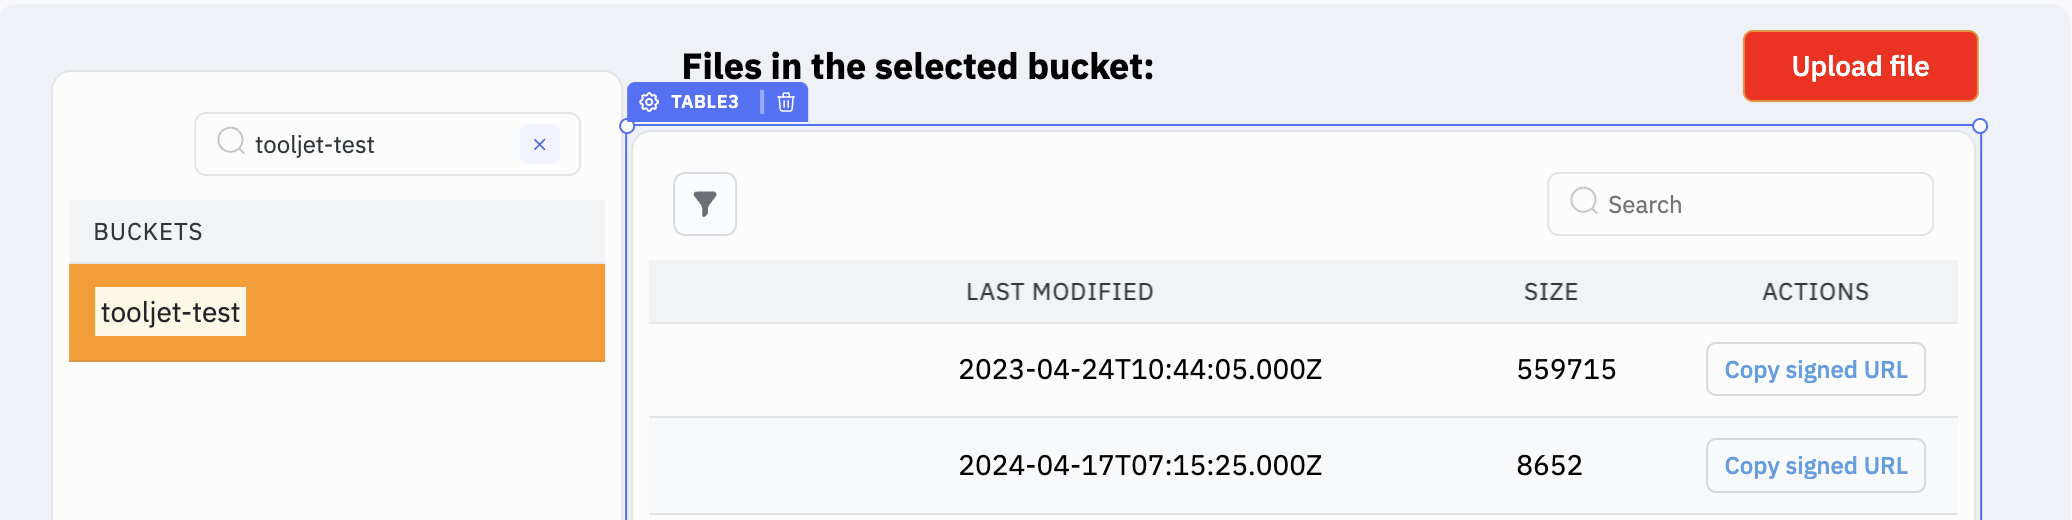 Files in the selected bucket:
Upload file
TABLE3
tooljet-test
Search
BUCKETS
tooljet-test
LAST MODIFIED SIZE ACTIONS
2023-04-24T10:44:05.000Z 559715 Copy signed URL
2024-04-17T07:15:25.000Z 8652 Copy signed URL